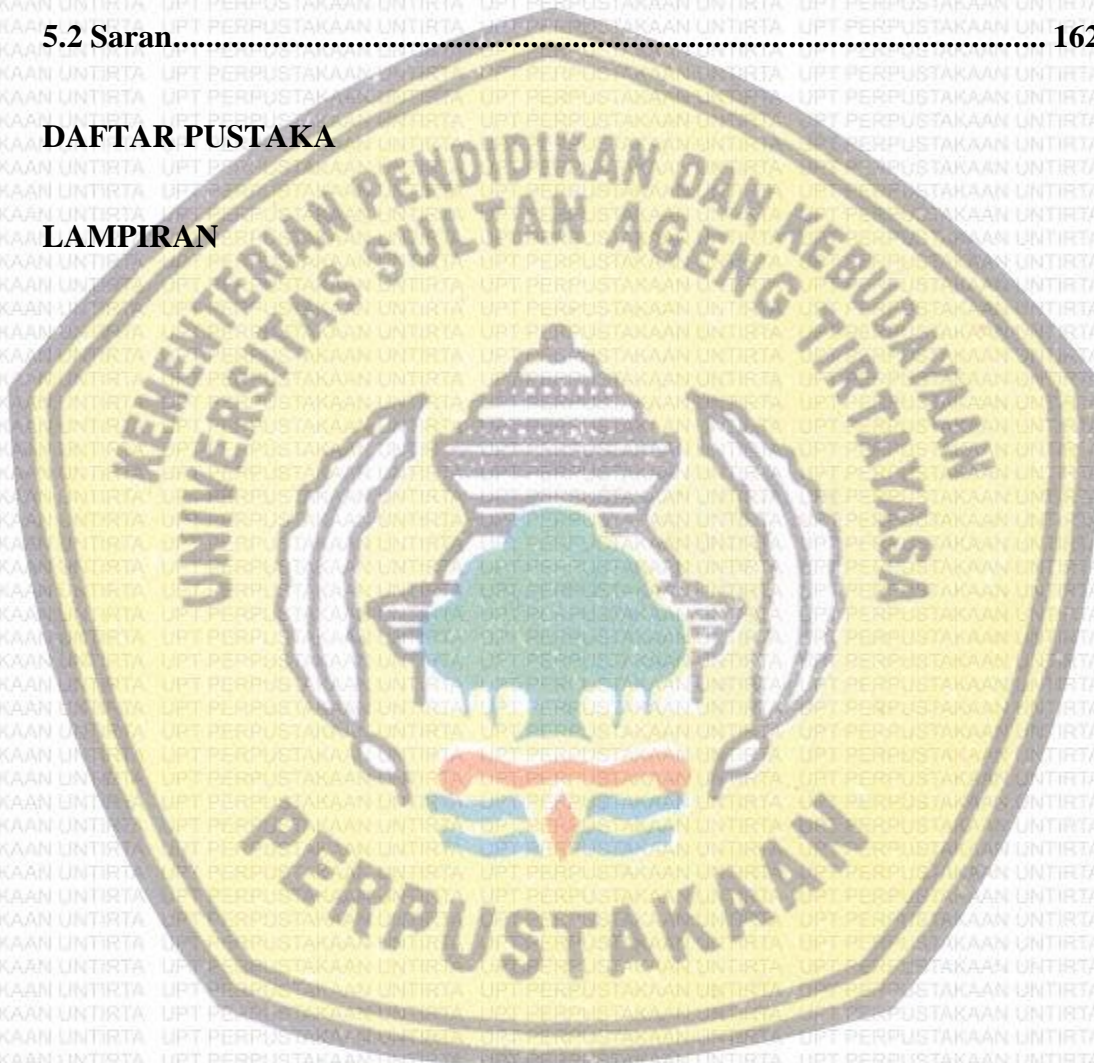 5.2 Saran........................................................................................................ 162
DAFTAR PUSTAKA
LAMPIRAN
KEMENTERIAN PENDIDIKAN DAN KEBUDAYAAN
UNIVERSITAS SULTAN AGENG TIRTAYASA
PERPUSTAKAAN